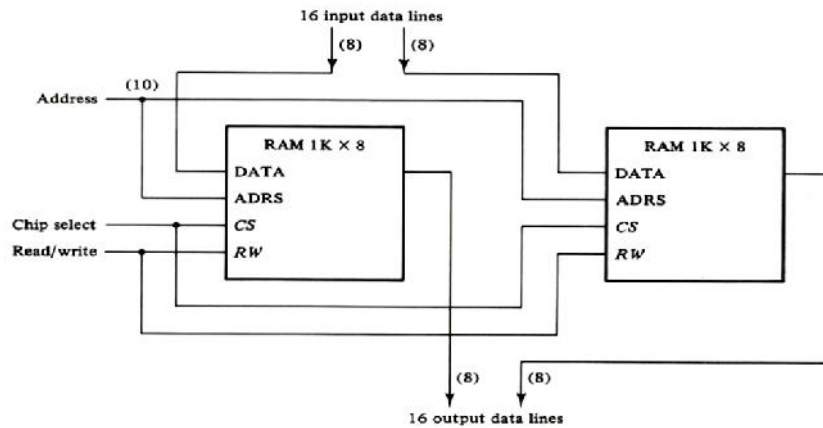 16 input data lines
(8) (8)
(10)
Address
RAM 1K × 8
DATA
ADRS
CS
RW
RAM 1K × 8
DATA
ADRS
CS
RW
Chip select
Read/write
(8) (8)
16 output data lines